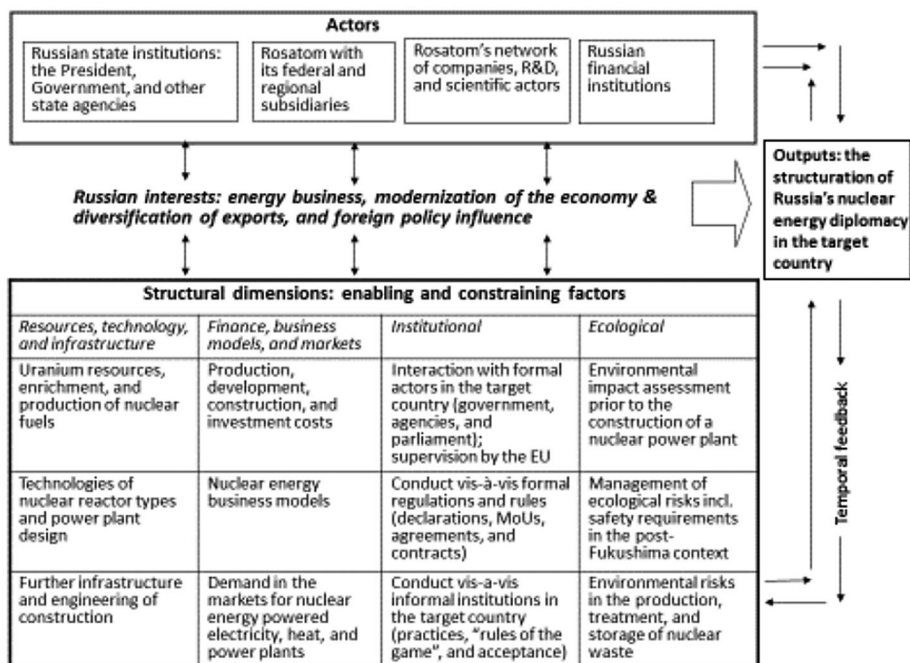 Actors
Russian state institutions:
the President,
Government, and other
state agencies
Rosatom with
its federal and
regional
subsidiaries
Rosatom's network
of companies, R&D,
and scientific actors
Russian
financial
institutions
Russian interests: energy business, modernization of the economy &
diversification of exports, and foreign policy influence
Outputs: the
structuration of
Russia's nuclear
energy diplomacy
in the target
country
Structural dimensions: enabling and constraining factors
Resources, technology,
and infrastructure
Finance, business
models, and markets
Institutional
Ecological
Uranium resources,
enrichment, and
production of nuclear
fuels
Production,
development,
construction, and
investment costs
Interaction with formal
actors in the target
country (government,
agencies, and
parliament);
supervision by the EU
Environmental
impact assessment
prior to the
construction of a
nuclear power plant
Technologies of
nuclear reactor types
and power plant
design
Nuclear energy
business models
Conduct vis-à-vis formal
regulations and rules
(declarations, MoUs,
agreements, and
contracts)
Management of
ecological risks incl.
safety requirements
in the post-
Fukushima context
Further infrastructure
and engineering of
construction
Demand in the
markets for nuclear
energy powered
electricity, heat, and
power plants
Conduct vis-a-vis
informal institutions in
the target country
(practices, "rules of the
game", and acceptance)
Environmental risks
in the production,
treatment, and
storage of nuclear
waste
Temporal feedback